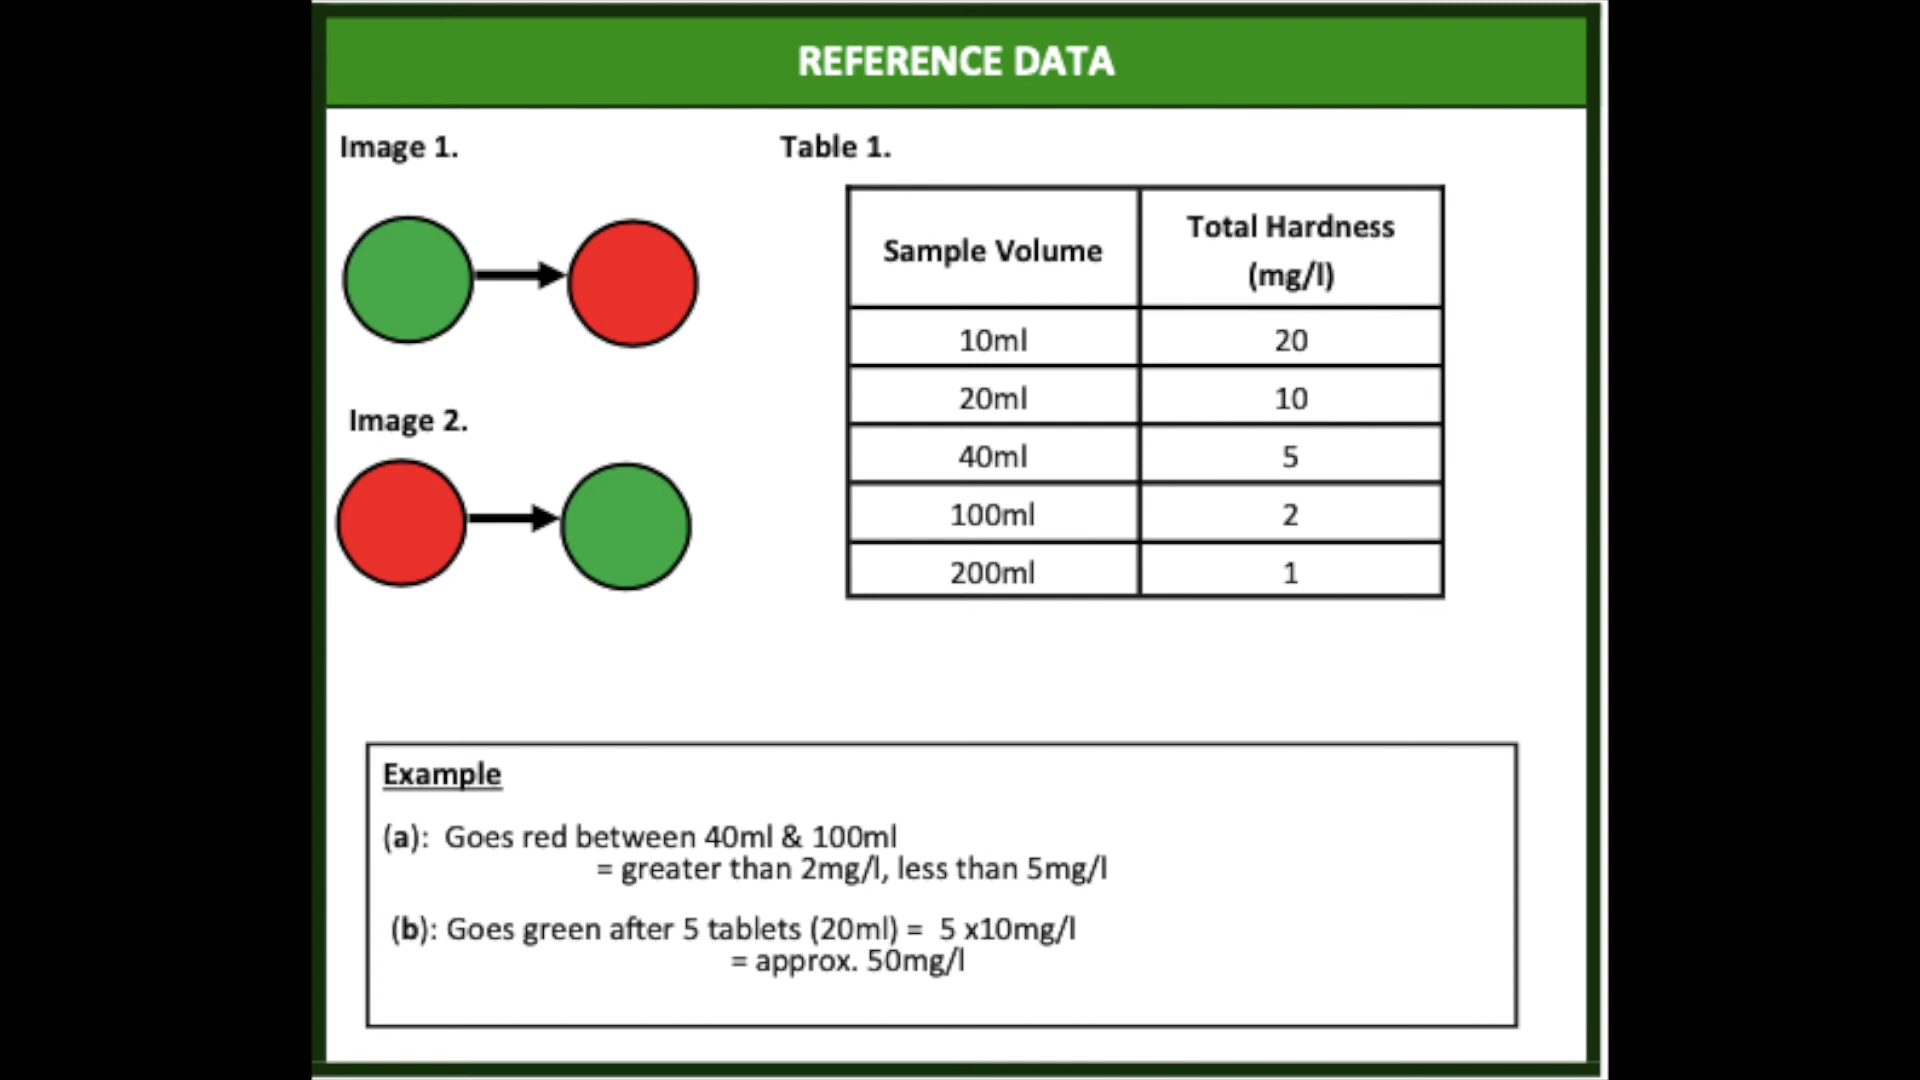 REFERENCE DATA
Image 1.
Table 1.
Sample Volume
Total Hardness
(mg/l)
10ml 20
20ml 10
40ml 5
100ml 2
200ml 1
Image 2.
Example
(a): Goes red between 40ml & 100ml
= greater than 2mg/l, less than 5mg/l
(b): Goes green after 5 tablets (20ml) = 5 x10mg/l
= approx. 50mg/l